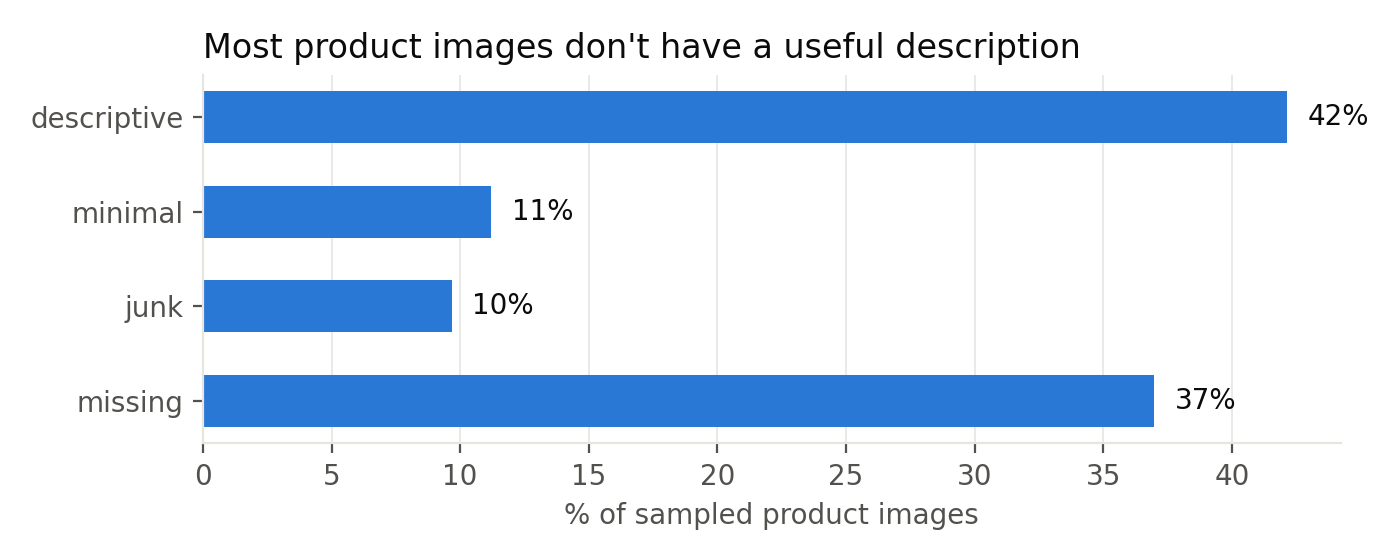 Most product images don't have a useful description
descriptive 42%
minimal 11%
junk 10%
missing 37%
0 5 10 15 20 25 30 35 40
% of sampled product images